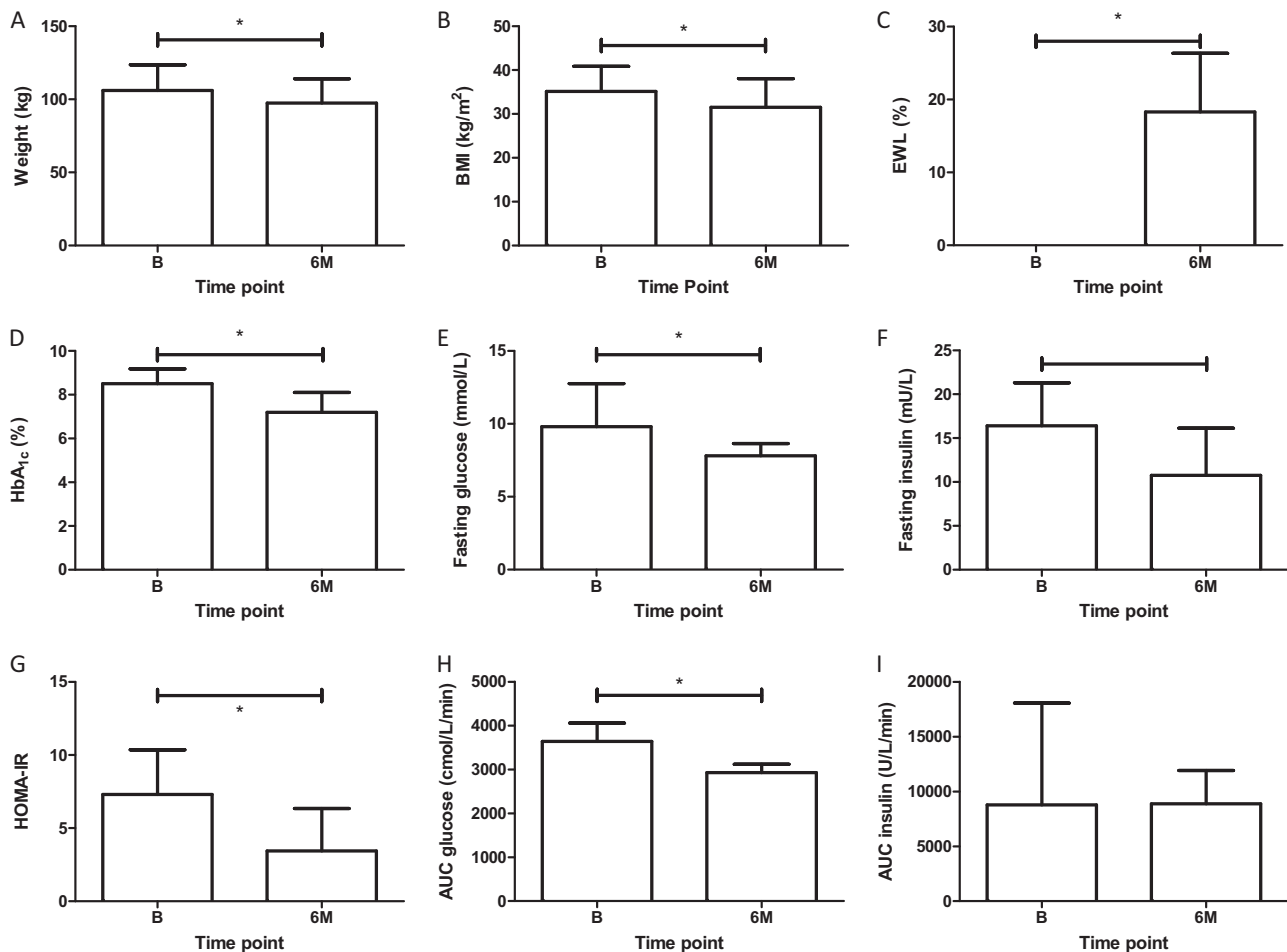 A
*
150
100
50
0
Weight (kg)
B 6M
Time point
B
*
50
40
30
20
10
0
BMI (kg/m2)
B 6M
Time Point
C
*
30
20
10
0
EWL (%)
B 6M
Time point
D
*
10
8
6
4
2
0
HbA1c (%)
B 6M
Time point
E
*
15
10
5
0
Fasting glucose (mmol/L)
B 6M
Time point
F
25
20
15
10
5
0
Fasting insulin (mU/L)
B 6M
Time point
G
*
15
10
5
0
HOMA-IR
B 6M
Time point
H
*
5000
4000
3000
2000
1000
0
AUC glucose (cmol/L/min)
B 6M
Time point
I
20000
15000
10000
5000
0
AUC insulin (U/L/min)
B 6M
Time point